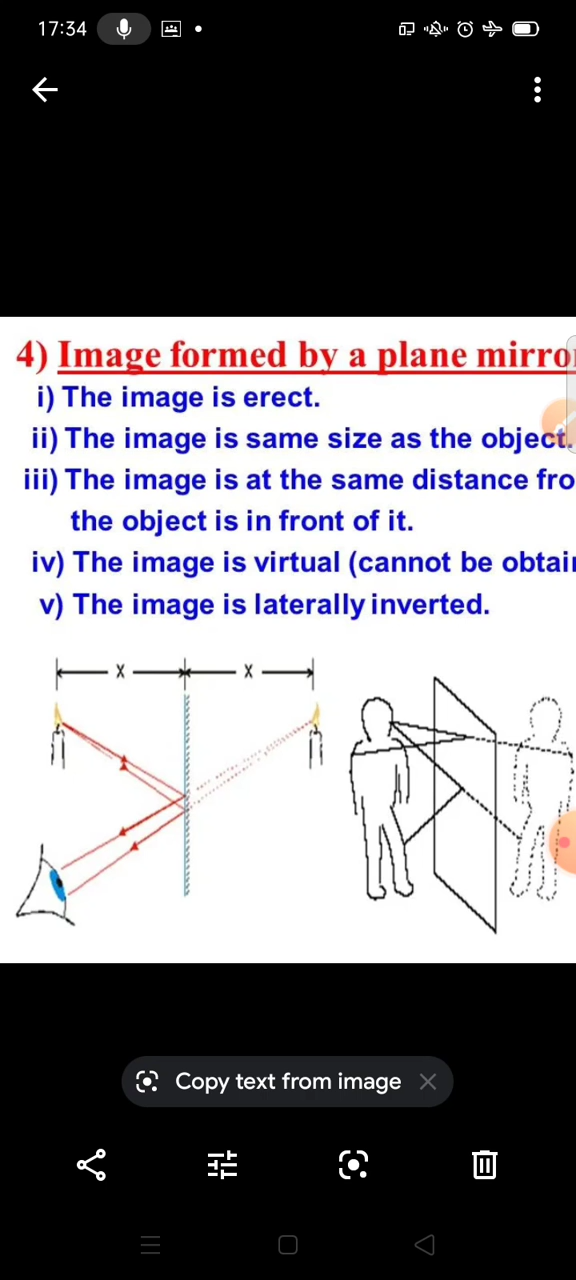 17:34
4) Image formed by a plane mirro
i) The image is erect.
ii) The image is same size as the object.
iii) The image is at the same distance fro
the object is in front of it.
iv) The image is virtual (cannot be obtai
v) The image is laterally inverted.
x x
Copy text from image